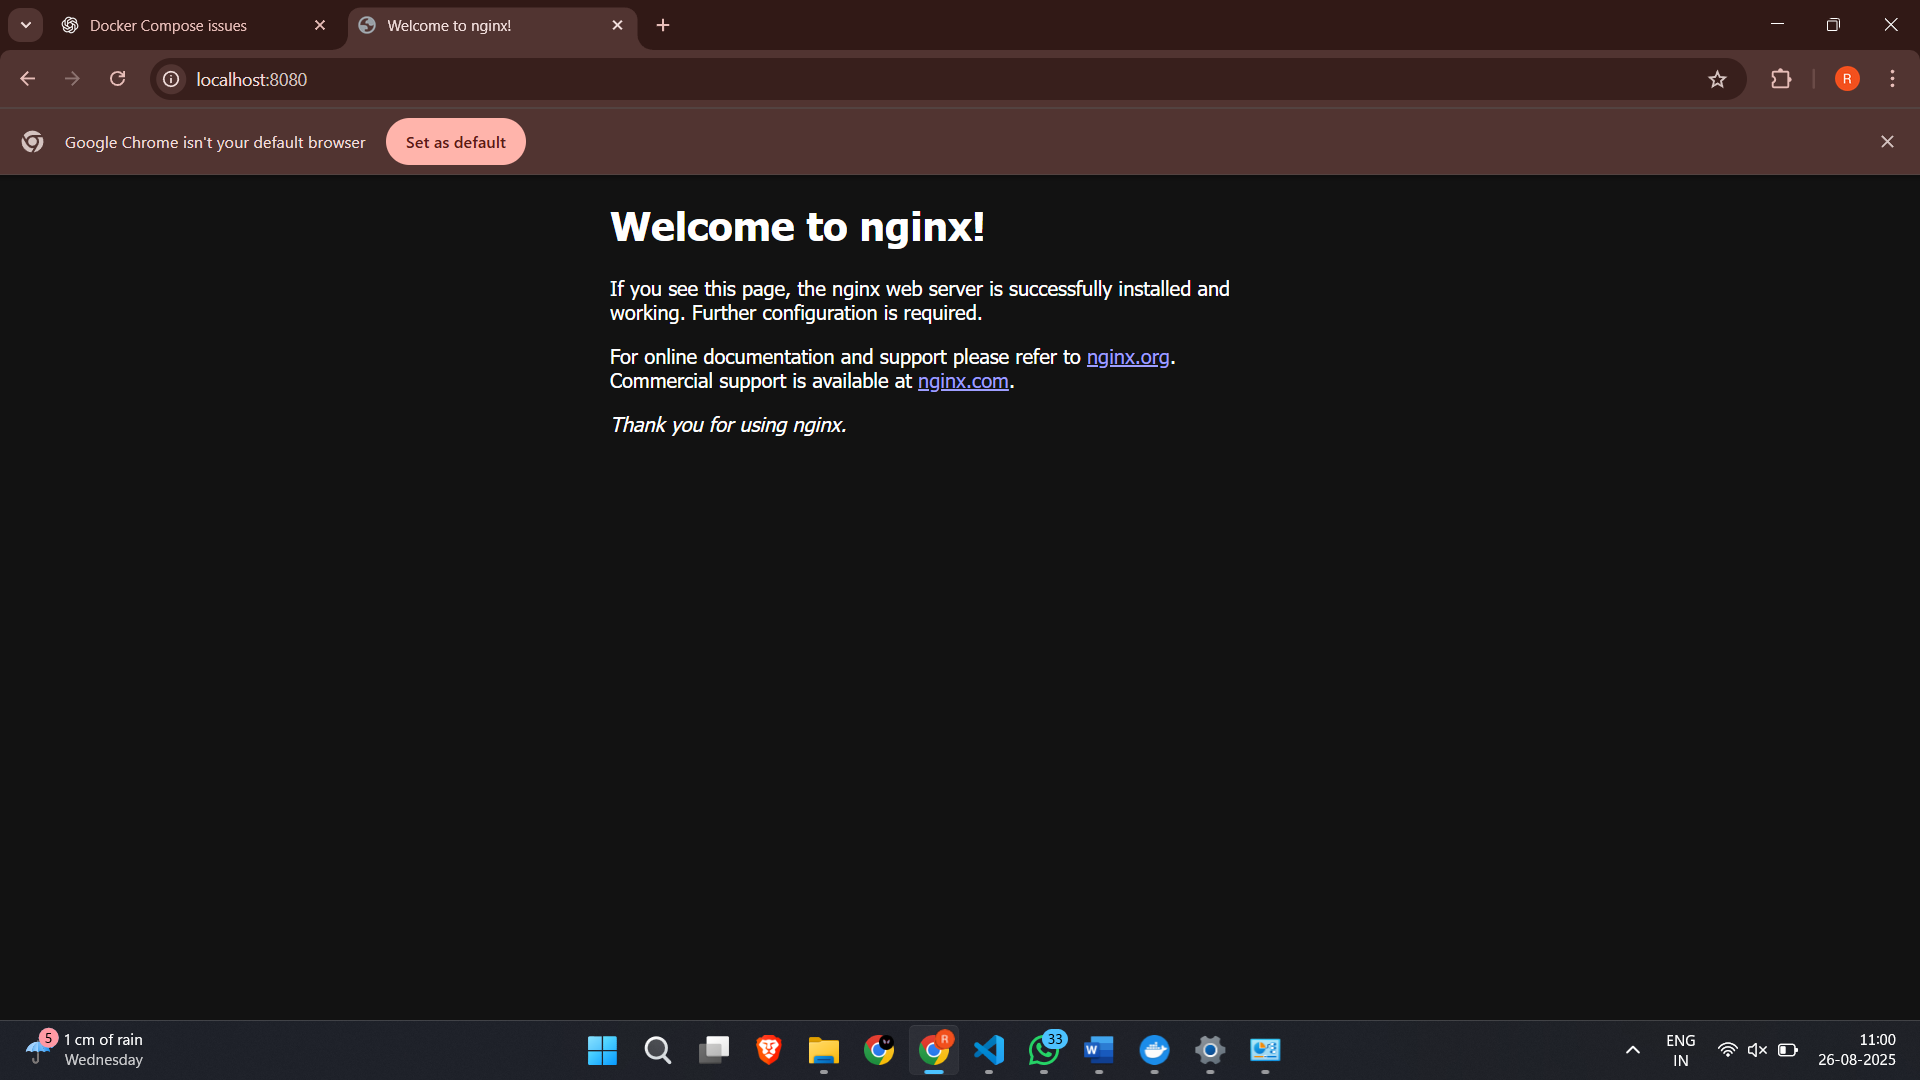 Docker Compose issues
Welcome to nginx!
localhost:8080
R
Google Chrome isn't your default browser
Set as default
Welcome to nginx!
If you see this page, the nginx web server is successfully installed and
working. Further configuration is required.
For online documentation and support please refer to nginx.org.
Commercial support is available at nginx.com.
Thank you for using nginx.
5
1 cm of rain
Wednesday
R
33
W
ENG
IN
11:00
26-08-2025